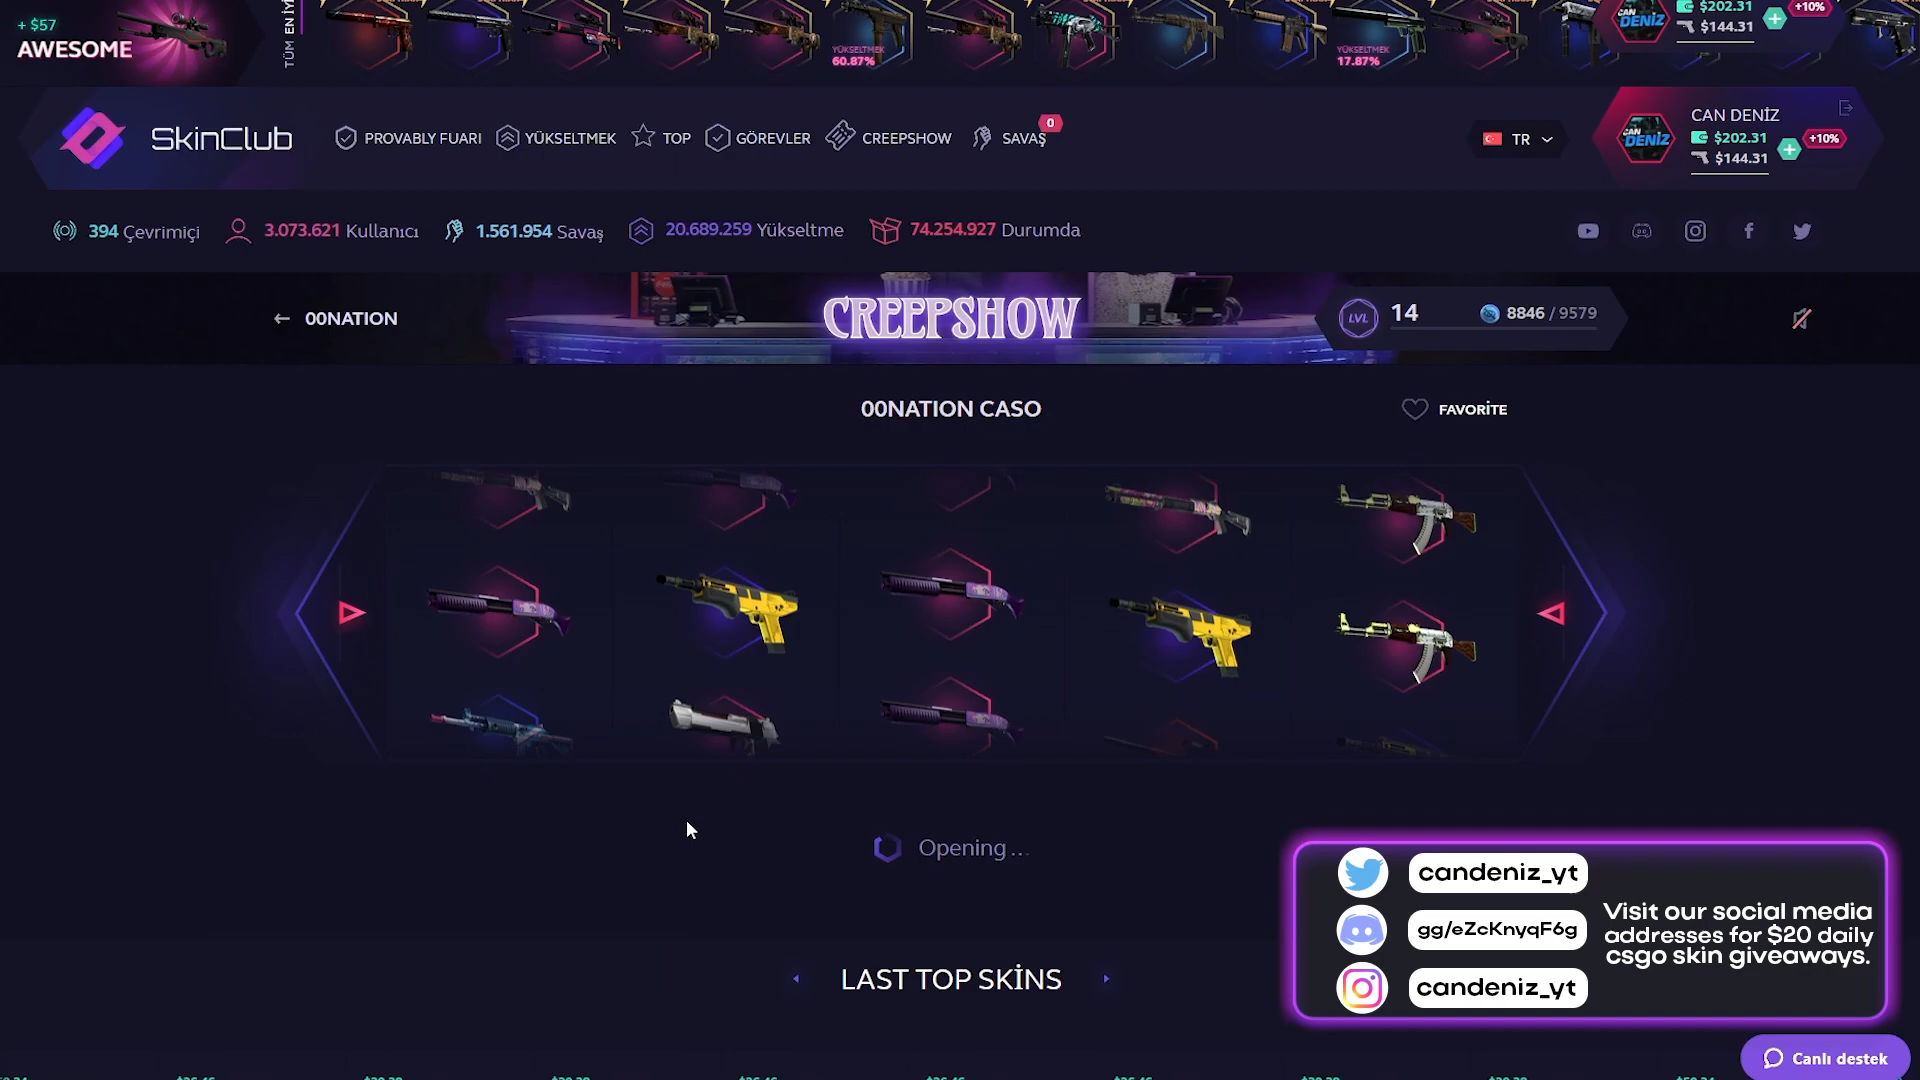 + $57
AWESOME
TÜM EN İYİ
YÜKSELTMEK
60.87%
YÜKSELTMEK
17.87%
CAN DENİZ
$202.31
+10%
$144.31
SkinClub
PROVABLY FUARI
YÜKSELTMEK
TOP
GÖREVLER
CREEPSHOW
SAVAŞ
0
TR
CAN DENİZ
CAN DENİZ
$202.31
+10%
$144.31
394 Çevrimiçi
3.073.621 Kullanıcı
1.561.954 Savaş
20.689.259 Yükseltme
74.254.927 Durumda
00NATION
CREEPSHOW
LVL
14
8846 / 9579
00NATION CASO
FAVORİTE
Opening ...
candeniz_yt
gg/eZcKnyqF6g
candeniz_yt
Visit our social media
addresses for $20 daily
csgo skin giveaways.
LAST TOP SKİNS
Canlı destek